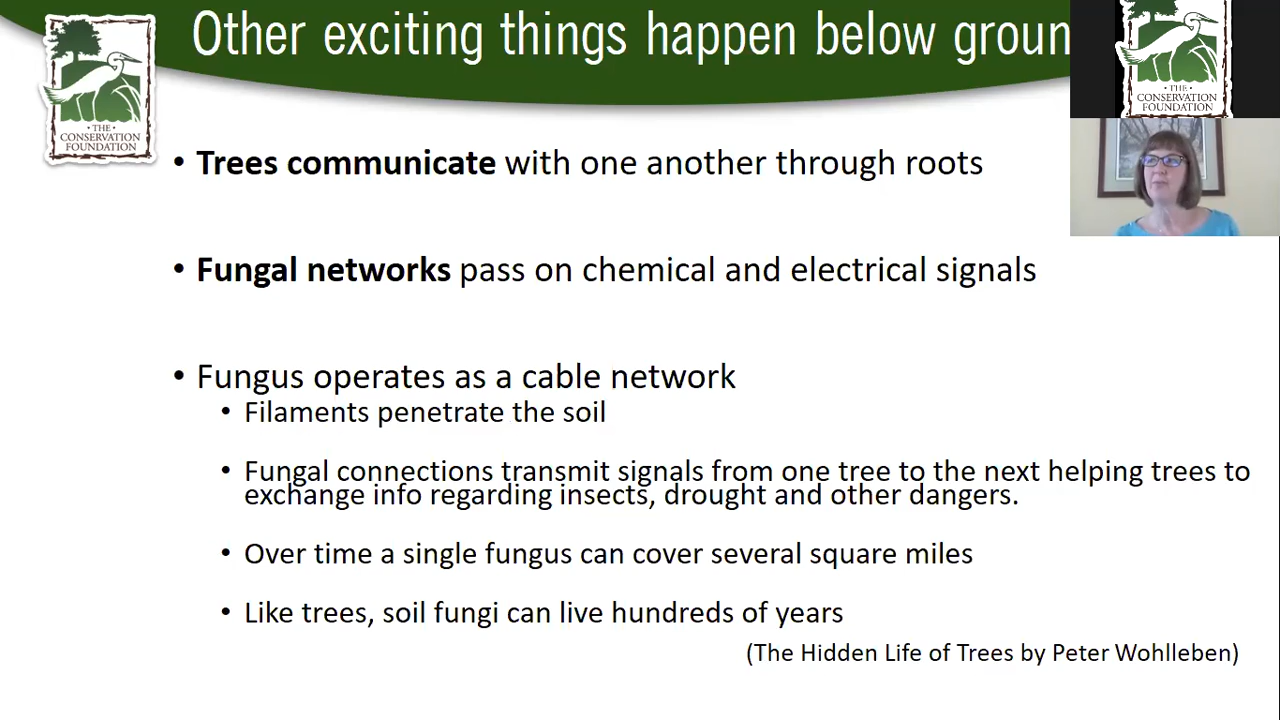 Other exciting things happen below groun
• THE •
CONSERVATION
FOUNDATION
• THE •
CONSERVATION
FOUNDATION
• Trees communicate with one another through roots
• Fungal networks pass on chemical and electrical signals
• Fungus operates as a cable network
• Filaments penetrate the soil
• Fungal connections transmit signals from one tree to the next helping trees to
exchange info regarding insects, drought and other dangers.
• Over time a single fungus can cover several square miles
• Like trees, soil fungi can live hundreds of years
(The Hidden Life of Trees by Peter Wohlleben)